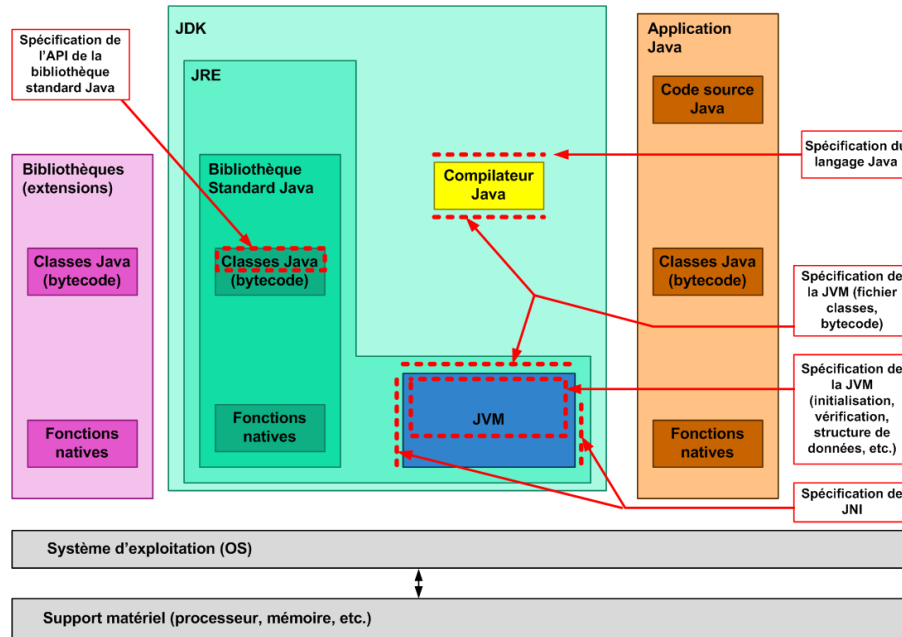 Spécification de
l'API de la
bibliothèque
standard Java
JDK
JRE
Application
Java
Code source
Java
Bibliothèques
(extensions)
Bibliothèque
Standard Java
Compilateur
Java
Spécification du
langage Java
Classes Java
(bytecode)
Classes Java
(bytecode)
Classes Java
(bytecode)
Spécification de
la JVM (fichier
classes,
bytecode)
Spécification de
la JVM
(initialisation,
vérification,
structure de
données, etc.)
Fonctions
natives
Fonctions
natives
JVM
Fonctions
natives
Spécification de
JNI
Système d'exploitation (OS)
Support matériel (processeur, mémoire, etc.)